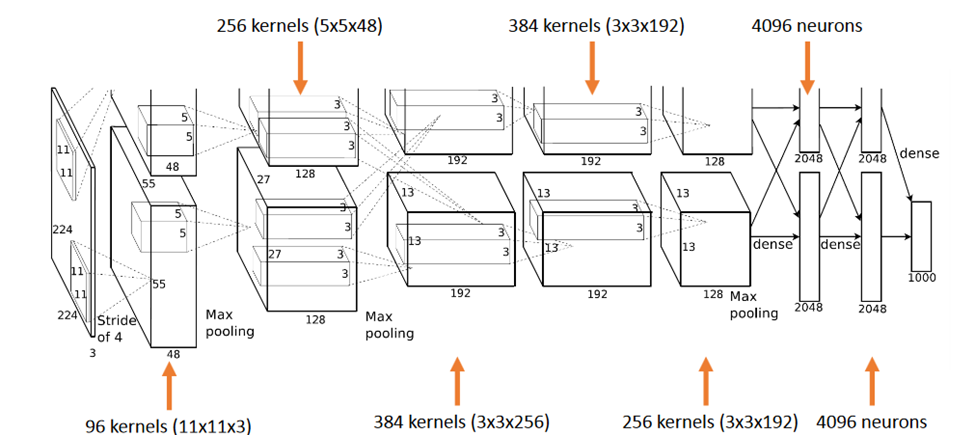 256 kernels (5x5x48)
384 kernels (3x3x192)
4096 neurons
11
11
224
11
11
224
3
Stride
of 4
5
5
48
55
5
5
55
48
Max
pooling
3
3
3
128
27
3
3
27
3
3
128
Max
pooling
3
3
192
13
3
13
3
192
3
3
192
13
3
13
3
192
128
13
13
128
Max
pooling
2048
2048
dense
dense
dense
2048
2048
1000
96 kernels (11x11x3)
384 kernels (3x3x256)
256 kernels (3x3x192)
4096 neurons